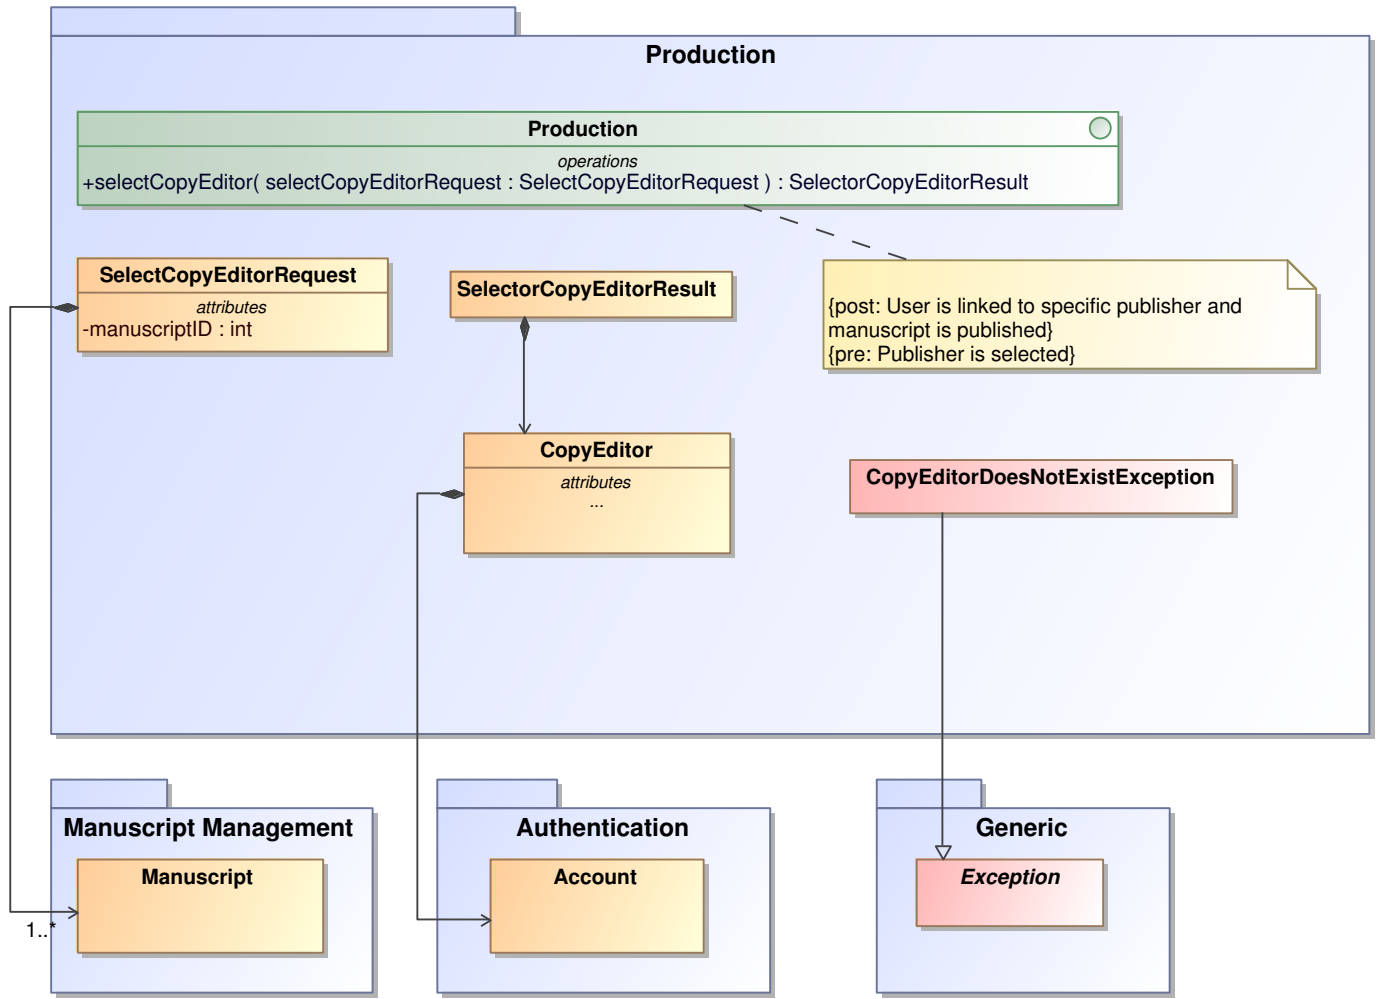 Production
Production
operations
+selectCopyEditor( selectCopyEditorRequest : SelectCopyEditorRequest ) : SelectorCopyEditorResult
SelectCopyEditorRequest
attributes
-manuscriptID : int
SelectorCopyEditorResult
{post: User is linked to specific publisher and
manuscript is published}
{pre: Publisher is selected}
CopyEditor
attributes
...
CopyEditorDoesNotExistException
Manuscript Management
Manuscript
1..*
Authentication
Account
Generic
Exception